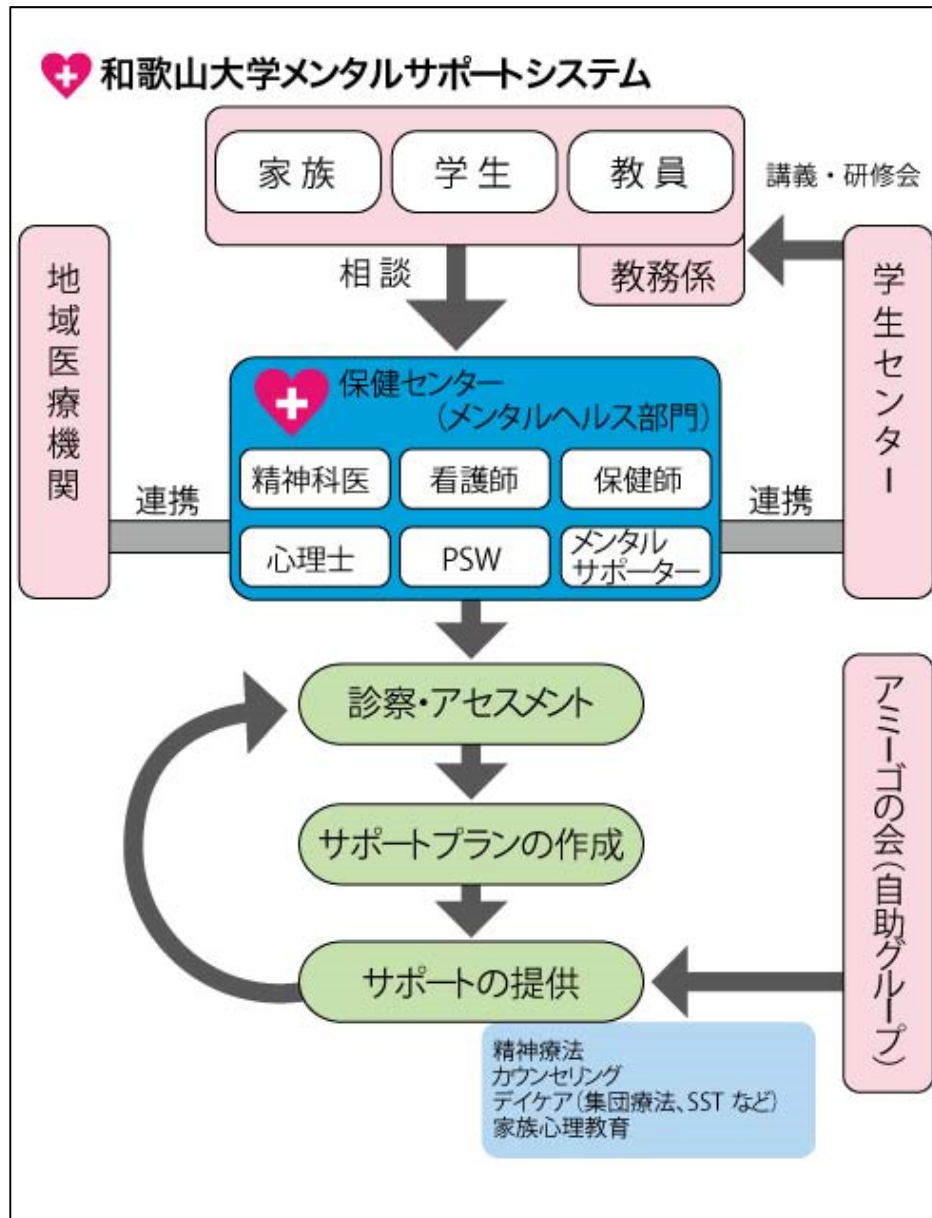 和歌山大学メンタルサポートシステム
家族
学生
教員
講義・研修会
相談
教務係
地域医療機関
学生センター
保健センター
（メンタルヘルス部門）
精神科医
看護師
保健師
連携
連携
心理士
PSW
メンタル
サポーター
診察・アセスメント
サポートプランの作成
サポートの提供
アミーゴの会（自助グループ）
精神療法
カウンセリング
デイケア（集団療法、SST など）
家族心理教育